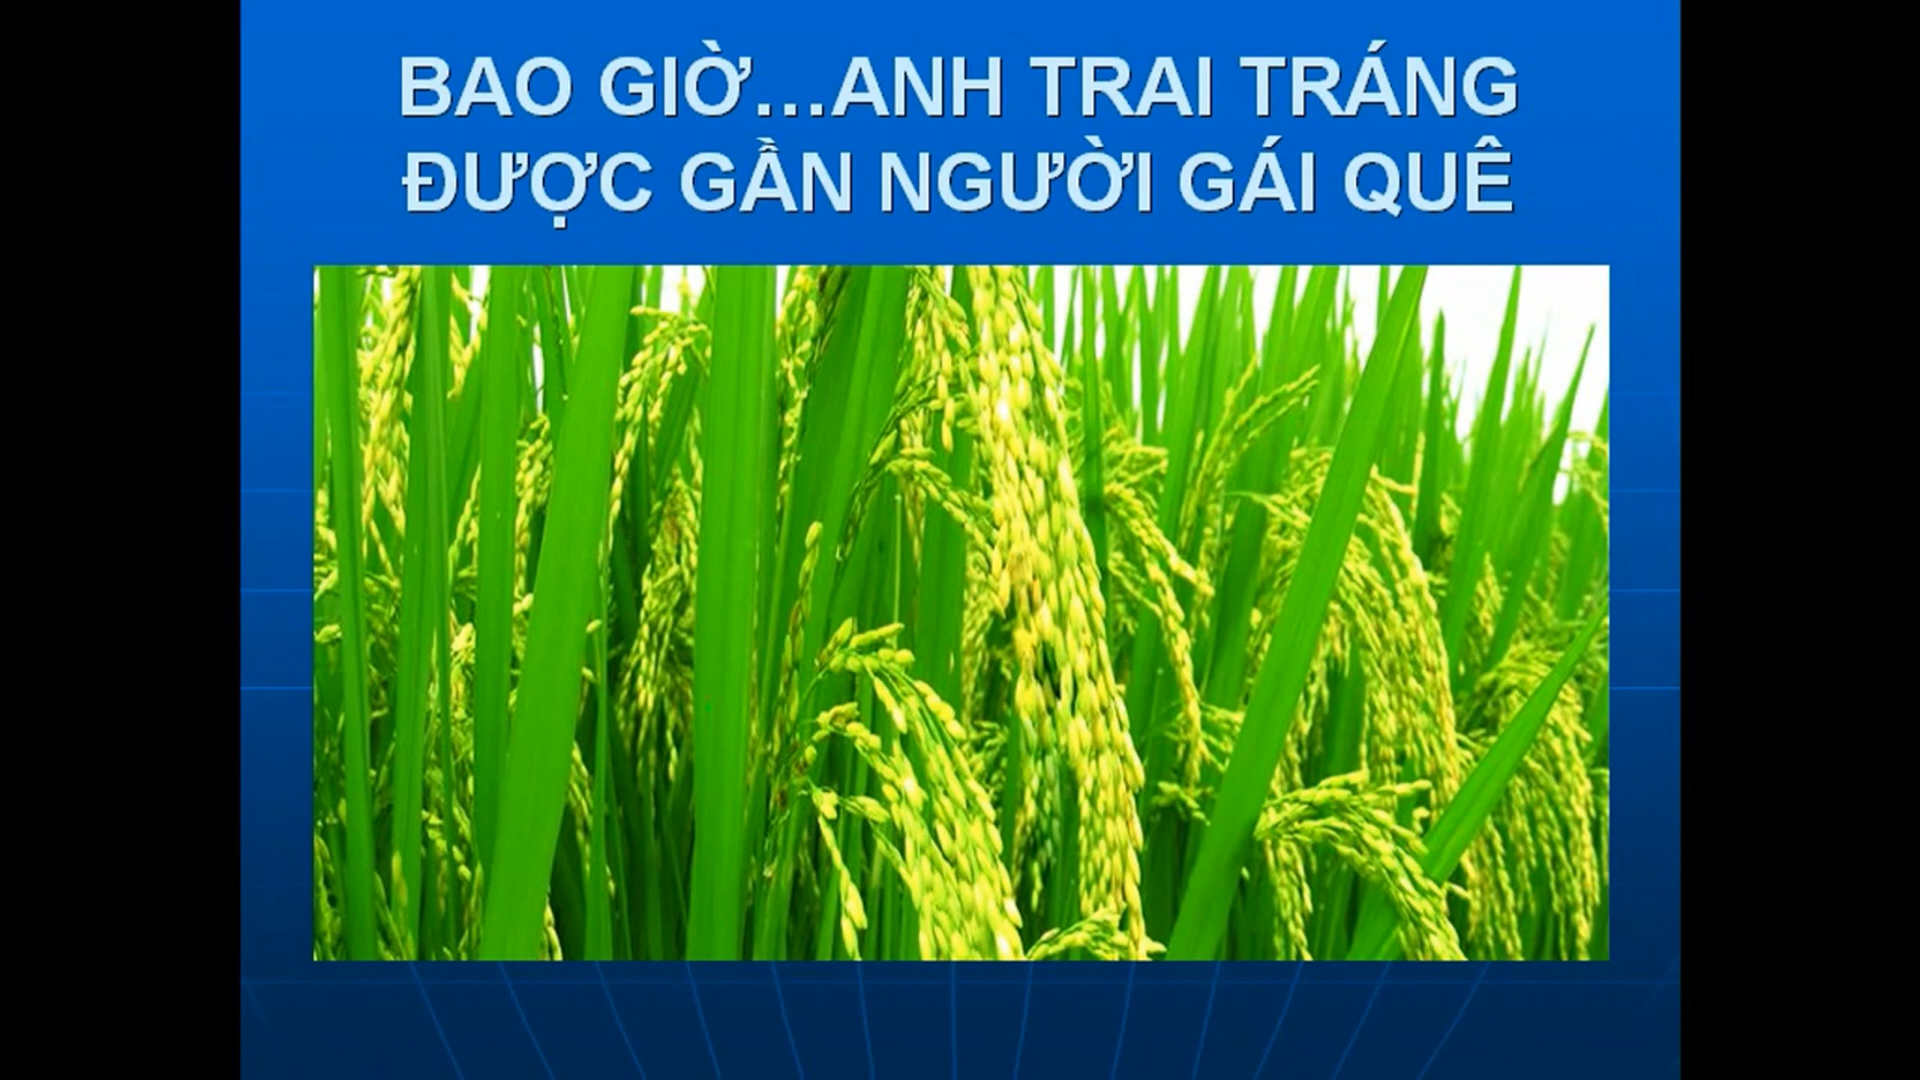 BAO GIỜ...ANH TRAI TRÁNG
ĐƯỢC GẦN NGƯỜI GÁI QUÊ